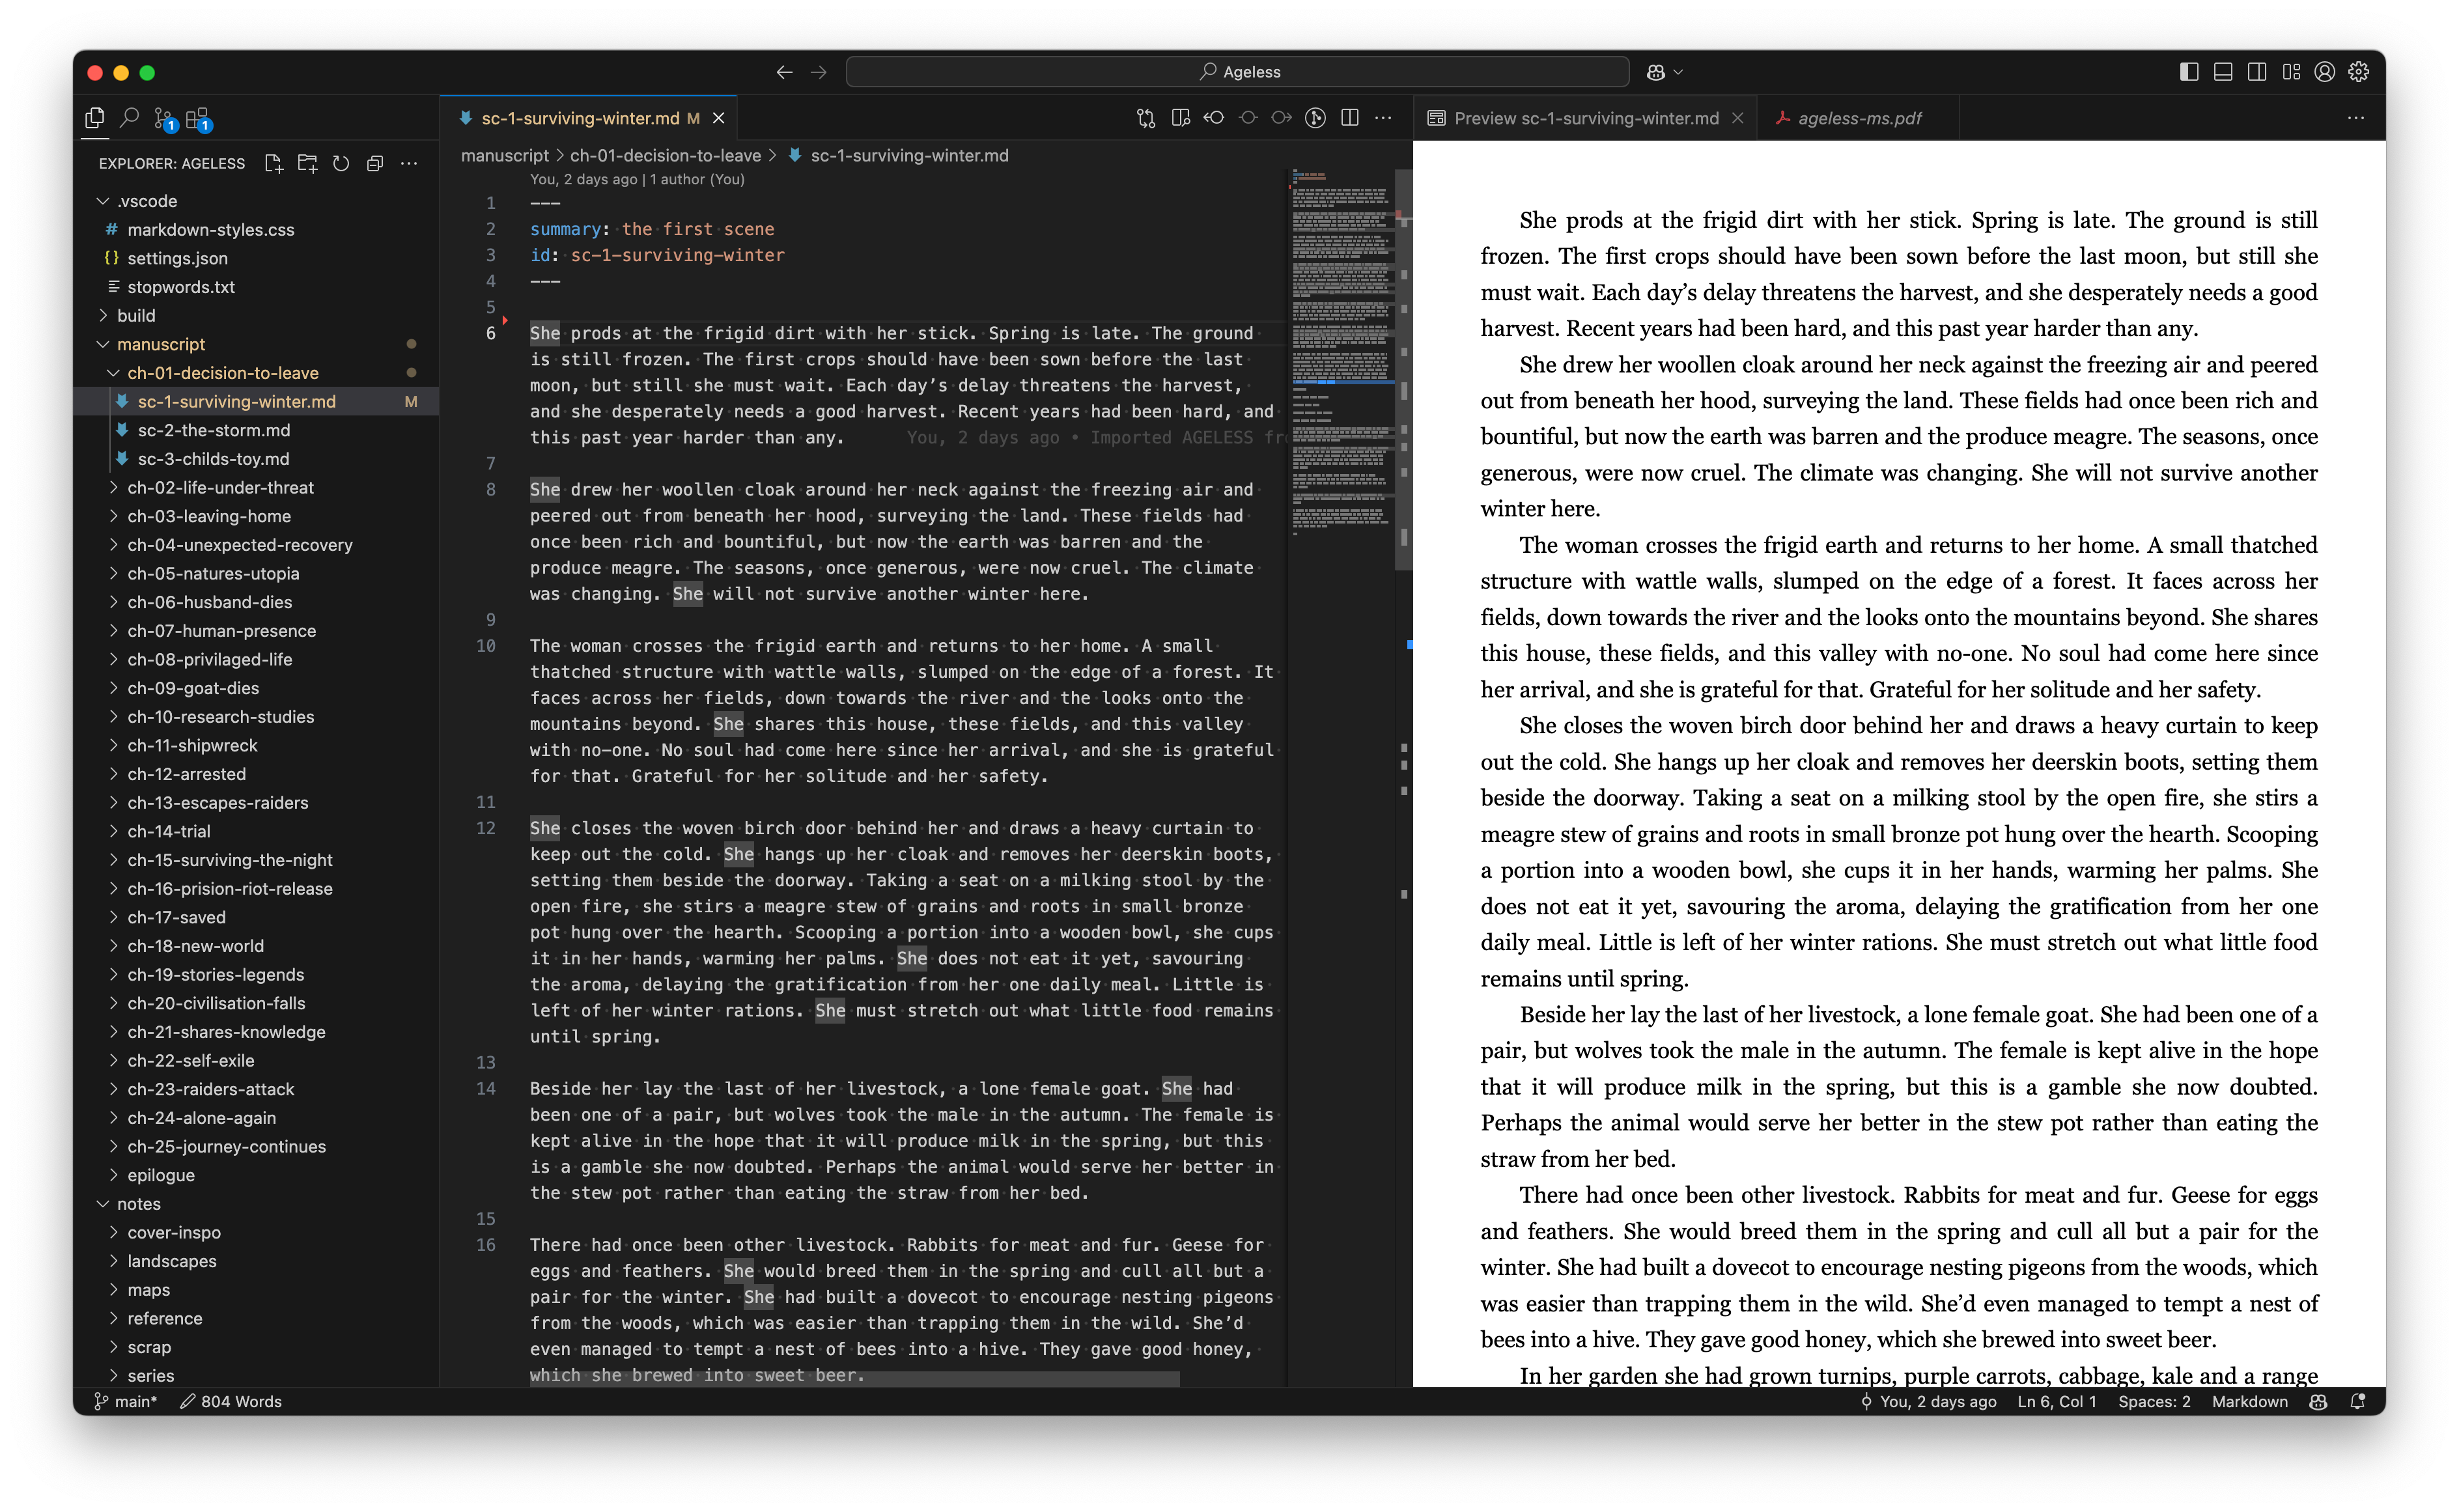 Ageless
EXPLORER: AGELESS
.vscode
# markdown-styles.css
{} settings.json
stopwords.txt
build
manuscript
ch-01-decision-to-leave
sc-1-surviving-winter.md M
sc-2-the-storm.md
sc-3-childs-toy.md
ch-02-life-under-threat
ch-03-leaving-home
ch-04-unexpected-recovery
ch-05-natures-utopia
ch-06-husband-dies
ch-07-human-presence
ch-08-privilaged-life
ch-09-goat-dies
ch-10-research-studies
ch-11-shipwreck
ch-12-arrested
ch-13-escapes-raiders
ch-14-trial
ch-15-surviving-the-night
ch-16-prision-riot-release
ch-17-saved
ch-18-new-world
ch-19-stories-legends
ch-20-civilisation-falls
ch-21-shares-knowledge
ch-22-self-exile
ch-23-raiders-attack
ch-24-alone-again
ch-25-journey-continues
epilogue
notes
cover-inspo
landscapes
maps
reference
scrap
series
1
1
sc-1-surviving-winter.md M
manuscript > ch-01-decision-to-leave > sc-1-surviving-winter.md
You, 2 days ago | 1 author (You)
1 ---
2 summary: the first scene
3 id: sc-1-surviving-winter
4 ---
5
6 She prods at the frigid dirt with her stick. Spring is late. The ground
is still frozen. The first crops should have been sown before the last
moon, but still she must wait. Each day’s delay threatens the harvest,
and she desperately needs a good harvest. Recent years had been hard, and
this past year harder than any. You, 2 days ago • Imported AGELESS fr
7
8 She drew her woollen cloak around her neck against the freezing air and
peered out from beneath her hood, surveying the land. These fields had
once been rich and bountiful, but now the earth was barren and the
produce meagre. The seasons, once generous, were now cruel. The climate
was changing. She will not survive another winter here.
9
10 The woman crosses the frigid earth and returns to her home. A small
thatched structure with wattle walls, slumped on the edge of a forest. It
faces across her fields, down towards the river and the looks onto the
mountains beyond. She shares this house, these fields, and this valley
with no-one. No soul had come here since her arrival, and she is grateful
for that. Grateful for her solitude and her safety.
11
12 She closes the woven birch door behind her and draws a heavy curtain to
keep out the cold. She hangs up her cloak and removes her deerskin boots,
setting them beside the doorway. Taking a seat on a milking stool by the
open fire, she stirs a meagre stew of grains and roots in small bronze
pot hung over the hearth. Scooping a portion into a wooden bowl, she cups
it in her hands, warming her palms. She does not eat it yet, savouring
the aroma, delaying the gratification from her one daily meal. Little is
left of her winter rations. She must stretch out what little food remains
until spring.
13
14 Beside her lay the last of her livestock, a lone female goat. She had
been one of a pair, but wolves took the male in the autumn. The female is
kept alive in the hope that it will produce milk in the spring, but this
is a gamble she now doubted. Perhaps the animal would serve her better in
the stew pot rather than eating the straw from her bed.
15
16 There had once been other livestock. Rabbits for meat and fur. Geese for
eggs and feathers. She would breed them in the spring and cull all but a
pair for the winter. She had built a dovecot to encourage nesting pigeons
from the woods, which was easier than trapping them in the wild. She’d
even managed to tempt a nest of bees into a hive. They gave good honey,
which she brewed into sweet beer.
Preview sc-1-surviving-winter.md
ageless-ms.pdf
She prods at the frigid dirt with her stick. Spring is late. The ground is still
frozen. The first crops should have been sown before the last moon, but still she
must wait. Each day’s delay threatens the harvest, and she desperately needs a good
harvest. Recent years had been hard, and this past year harder than any.
She drew her woollen cloak around her neck against the freezing air and peered
out from beneath her hood, surveying the land. These fields had once been rich and
bountiful, but now the earth was barren and the produce meagre. The seasons, once
generous, were now cruel. The climate was changing. She will not survive another
winter here.
The woman crosses the frigid earth and returns to her home. A small thatched
structure with wattle walls, slumped on the edge of a forest. It faces across her
fields, down towards the river and the looks onto the mountains beyond. She shares
this house, these fields, and this valley with no-one. No soul had come here since
her arrival, and she is grateful for that. Grateful for her solitude and her safety.
She closes the woven birch door behind her and draws a heavy curtain to keep
out the cold. She hangs up her cloak and removes her deerskin boots, setting them
beside the doorway. Taking a seat on a milking stool by the open fire, she stirs a
meagre stew of grains and roots in small bronze pot hung over the hearth. Scooping
a portion into a wooden bowl, she cups it in her hands, warming her palms. She
does not eat it yet, savouring the aroma, delaying the gratification from her one
daily meal. Little is left of her winter rations. She must stretch out what little food
remains until spring.
Beside her lay the last of her livestock, a lone female goat. She had been one of a
pair, but wolves took the male in the autumn. The female is kept alive in the hope
that it will produce milk in the spring, but this is a gamble she now doubted.
Perhaps the animal would serve her better in the stew pot rather than eating the
straw from her bed.
There had once been other livestock. Rabbits for meat and fur. Geese for eggs
and feathers. She would breed them in the spring and cull all but a pair for the
winter. She had built a dovecot to encourage nesting pigeons from the woods, which
was easier than trapping them in the wild. She’d even managed to tempt a nest of
bees into a hive. They gave good honey, which she brewed into sweet beer.
In her garden she had grown turnips, purple carrots, cabbage, kale and a range
main* 804 Words
You, 2 days ago Ln 6, Col 1 Spaces: 2 Markdown